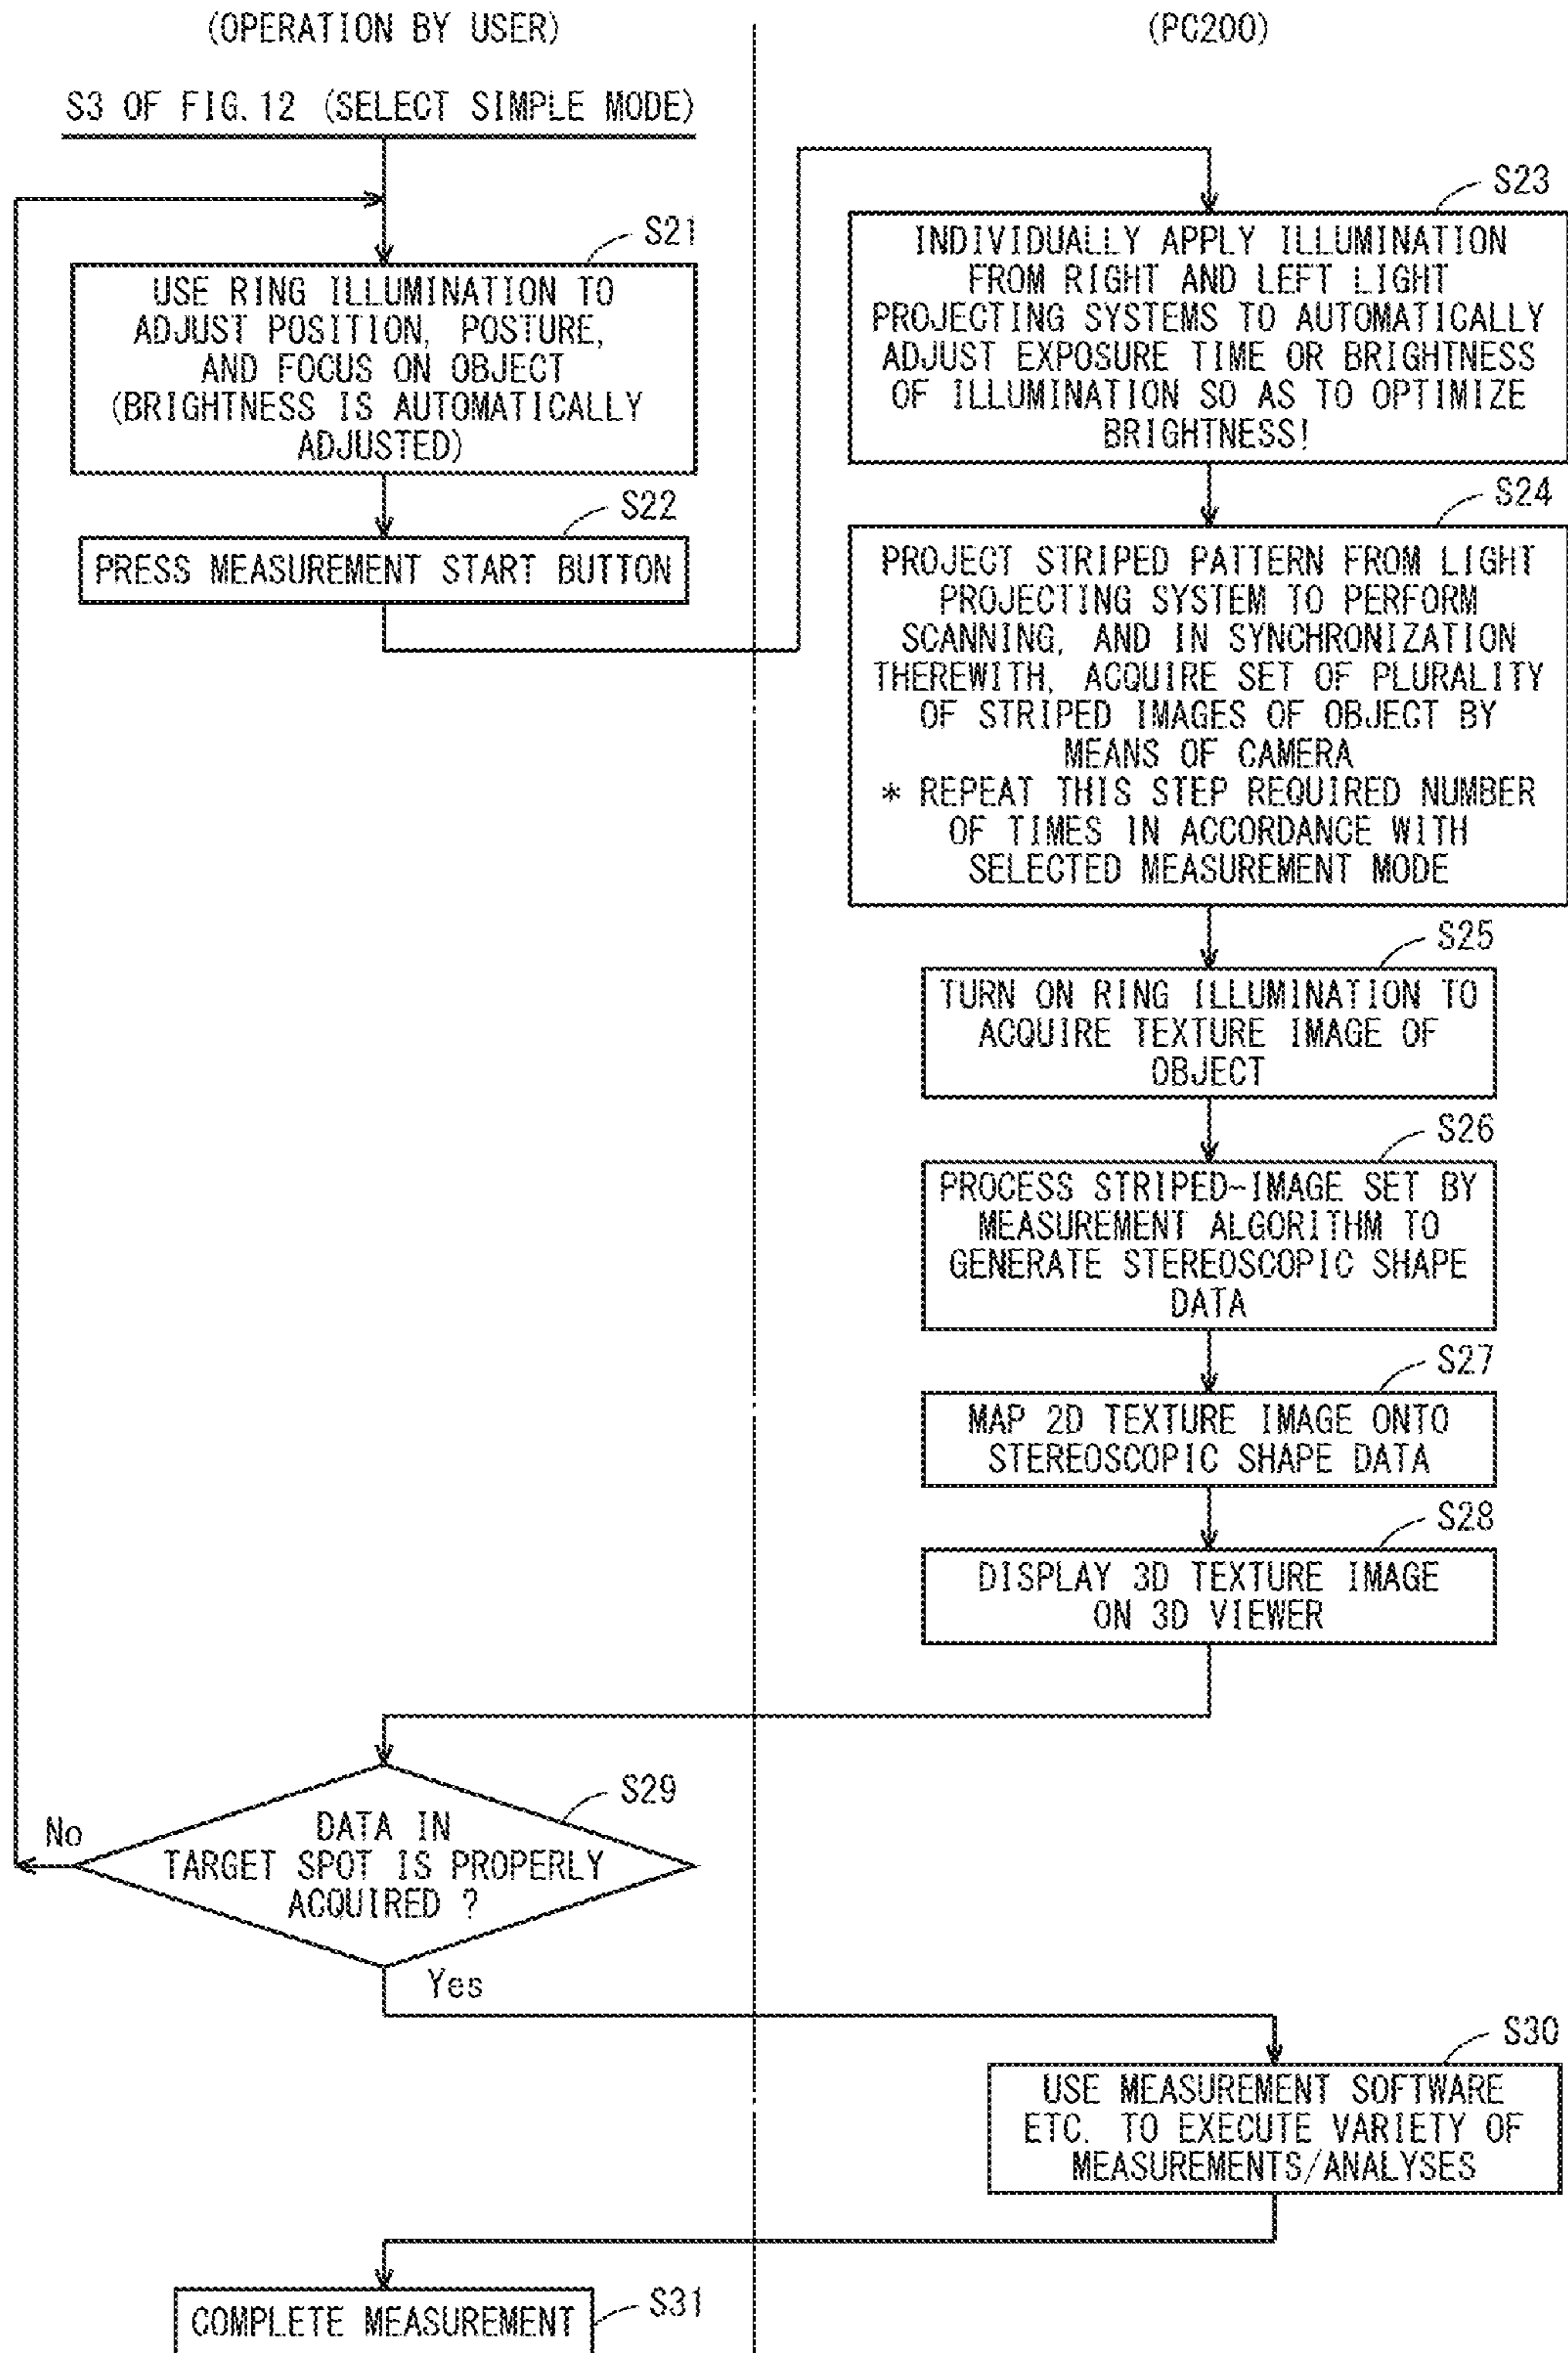 (OPERATION BY USER)
(PC200)
S3 OF FIG.12 (SELECT SIMPLE MODE)
S21
USE RING ILLUMINATION TO
ADJUST POSITION, POSTURE,
AND FOCUS ON OBJECT
(BRIGHTNESS IS AUTOMATICALLY
ADJUSTED)
S22
PRESS MEASUREMENT START BUTTON
S23
INDIVIDUALLY APPLY ILLUMINATION
FROM RIGHT AND LEFT LIGHT
PROJECTING SYSTEMS TO AUTOMATICALLY
ADJUST EXPOSURE TIME OR BRIGHTNESS
OF ILLUMINATION SO AS TO OPTIMIZE
BRIGHTNESS!
S24
PROJECT STRIPED PATTERN FROM LIGHT
PROJECTING SYSTEM TO PERFORM
SCANNING, AND IN SYNCHRONIZATION
THEREWITH, ACQUIRE SET OF PLURALITY
OF STRIPED IMAGES OF OBJECT BY
MEANS OF CAMERA
* REPEAT THIS STEP REQUIRED NUMBER
OF TIMES IN ACCORDANCE WITH
SELECTED MEASUREMENT MODE
S25
TURN ON RING ILLUMINATION TO
ACQUIRE TEXTURE IMAGE OF
OBJECT
S26
PROCESS STRIPED-IMAGE SET BY
MEASUREMENT ALGORITHM TO
GENERATE STEREOSCOPIC SHAPE
DATA
S27
MAP 2D TEXTURE IMAGE ONTO
STEREOSCOPIC SHAPE DATA
S28
DISPLAY 3D TEXTURE IMAGE
ON 3D VIEWER
S29
DATA IN
TARGET SPOT IS PROPERLY
ACQUIRED ?
No
Yes
S30
USE MEASUREMENT SOFTWARE
ETC. TO EXECUTE VARIETY OF
MEASUREMENTS/ANALYSES
S31
COMPLETE MEASUREMENT